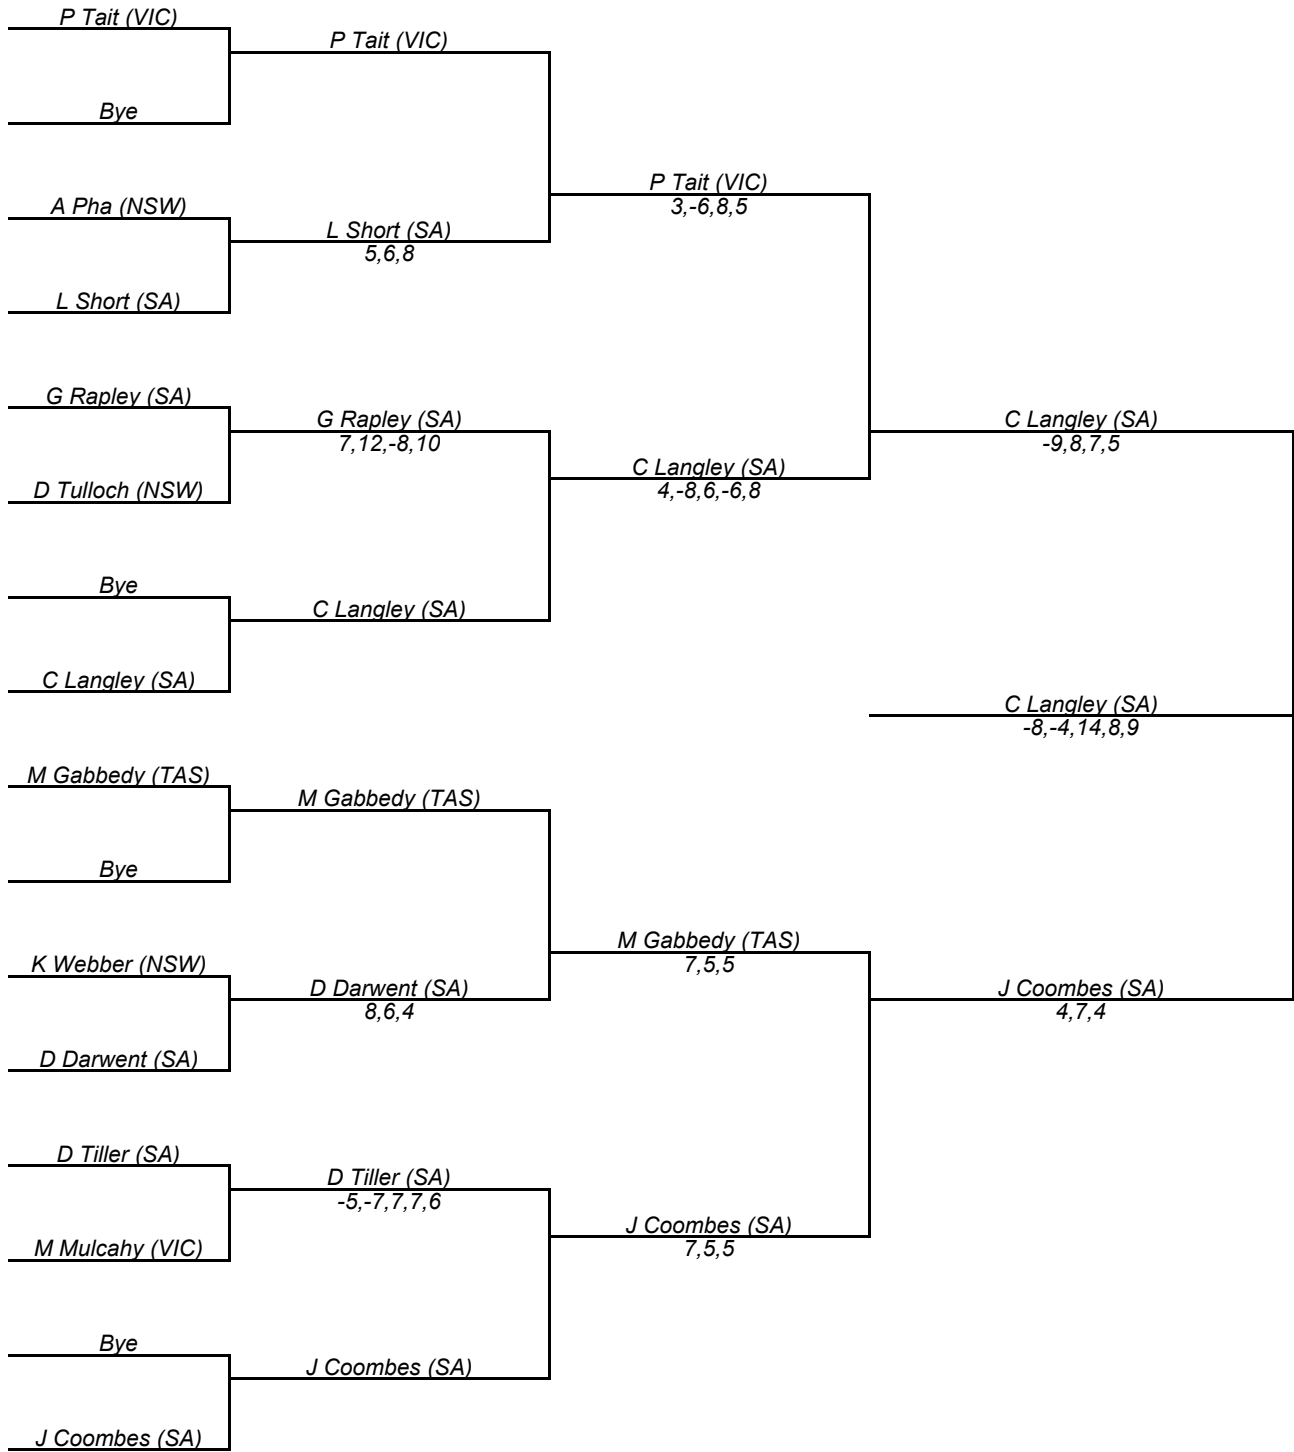 P Tait (VIC)
Bye
A Pha (NSW)
L Short (SA)
G Rapley (SA)
D Tulloch (NSW)
Bye
C Langley (SA)
M Gabbedy (TAS)
Bye
K Webber (NSW)
D Darwent (SA)
D Tiller (SA)
M Mulcahy (VIC)
Bye
J Coombes (SA)
P Tait (VIC)
L Short (SA)
5,6,8
G Rapley (SA)
7,12,-8,10
C Langley (SA)
M Gabbedy (TAS)
D Darwent (SA)
8,6,4
D Tiller (SA)
-5,-7,7,7,6
J Coombes (SA)
P Tait (VIC)
3,-6,8,5
C Langley (SA)
4,-8,6,-6,8
M Gabbedy (TAS)
7,5,5
J Coombes (SA)
7,5,5
C Langley (SA)
-9,8,7,5
C Langley (SA)
-8,-4,14,8,9
J Coombes (SA)
4,7,4